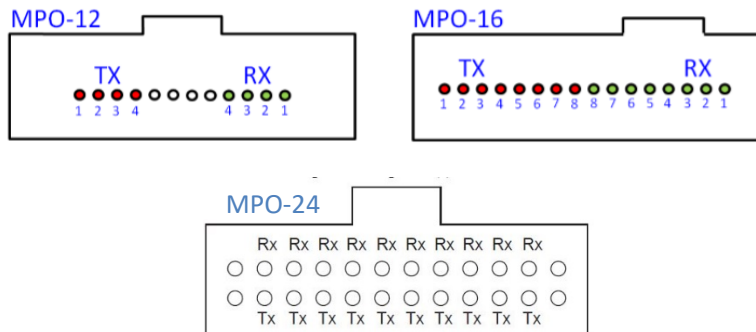 MPO-12
TX RX
1 2 3 4 4 3 2 1
MPO-16
TX RX
1 2 3 4 5 6 7 8 8 7 6 5 4 3 2 1
MPO-24
Rx Rx Rx Rx Rx Rx Rx Rx Rx Rx
Tx Tx Tx Tx Tx Tx Tx Tx Tx Tx